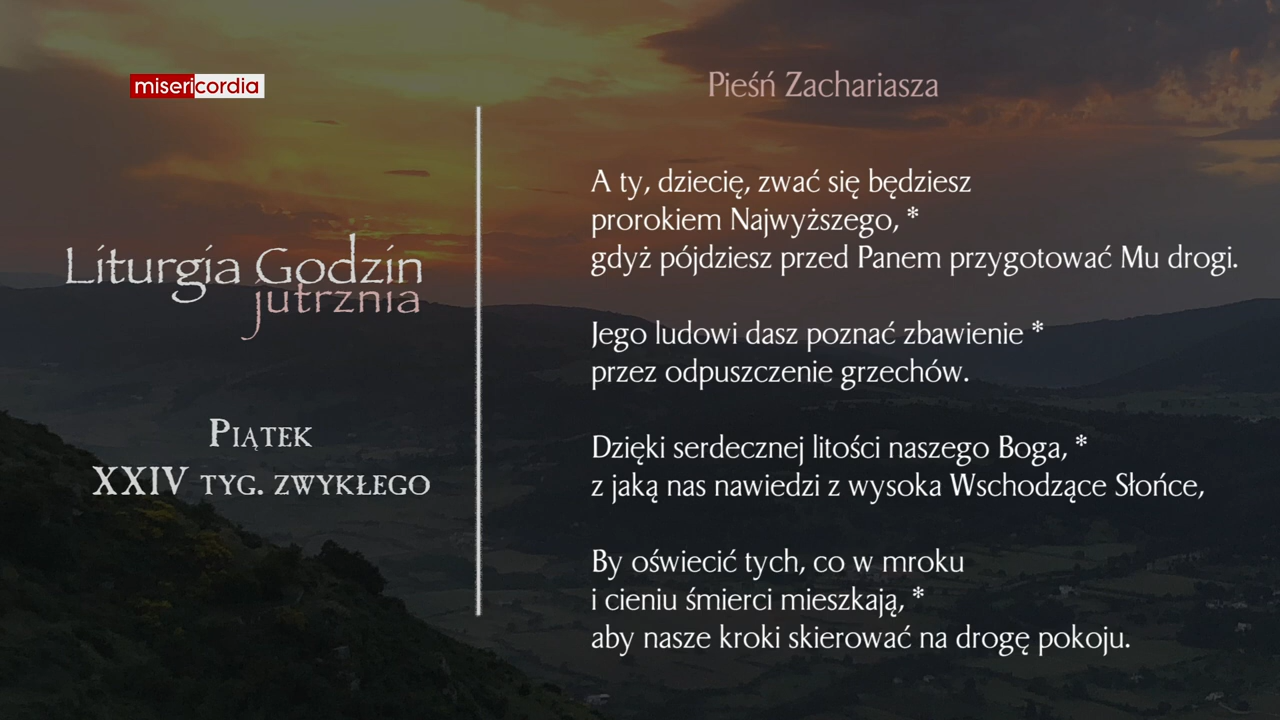 misericordia
Liturgia Godzin
jutrznia
Piątek
XXIV tyg. zwykłego
Pieśń Zachariasza
A ty, dziecię, zwać się będziesz
prorokiem Najwyższego, *
gdyż pójdziesz przed Panem przygotować Mu drogi.
Jego ludowi dasz poznać zbawienie *
przez odpuszczenie grzechów.
Dzięki serdecznej litości naszego Boga, *
z jaką nas nawiedzi z wysoka Wschodzące Słońce,
By oświecić tych, co w mroku
i cieniu śmierci mieszkają, *
aby nasze kroki skierować na drogę pokoju.